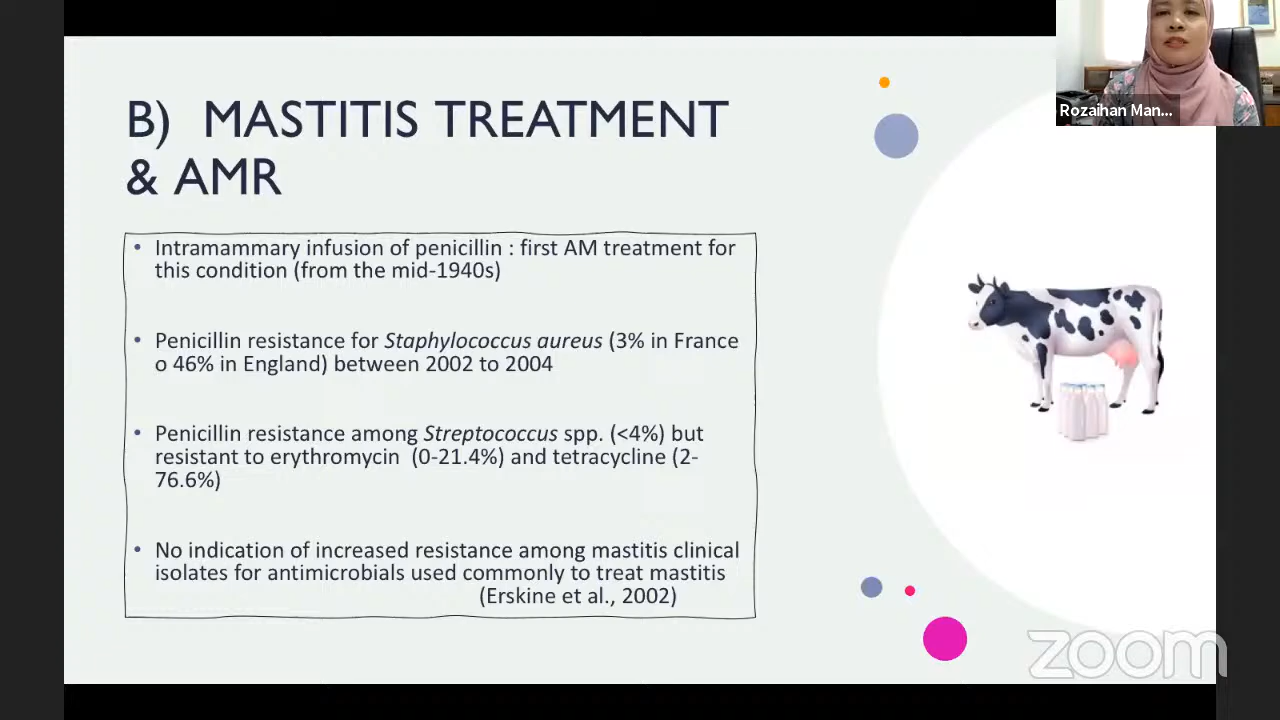 B) MASTITIS TREATMENT
& AMR
• Intramammary infusion of penicillin : first AM treatment for
this condition (from the mid-1940s)
• Penicillin resistance for Staphylococcus aureus (3% in France
o 46% in England) between 2002 to 2004
• Penicillin resistance among Streptococcus spp. (<4%) but
resistant to erythromycin (0-21.4%) and tetracycline (2-
76.6%)
• No indication of increased resistance among mastitis clinical
isolates for antimicrobials used commonly to treat mastitis
(Erskine et al., 2002)
Rozaihan Man...
zoom